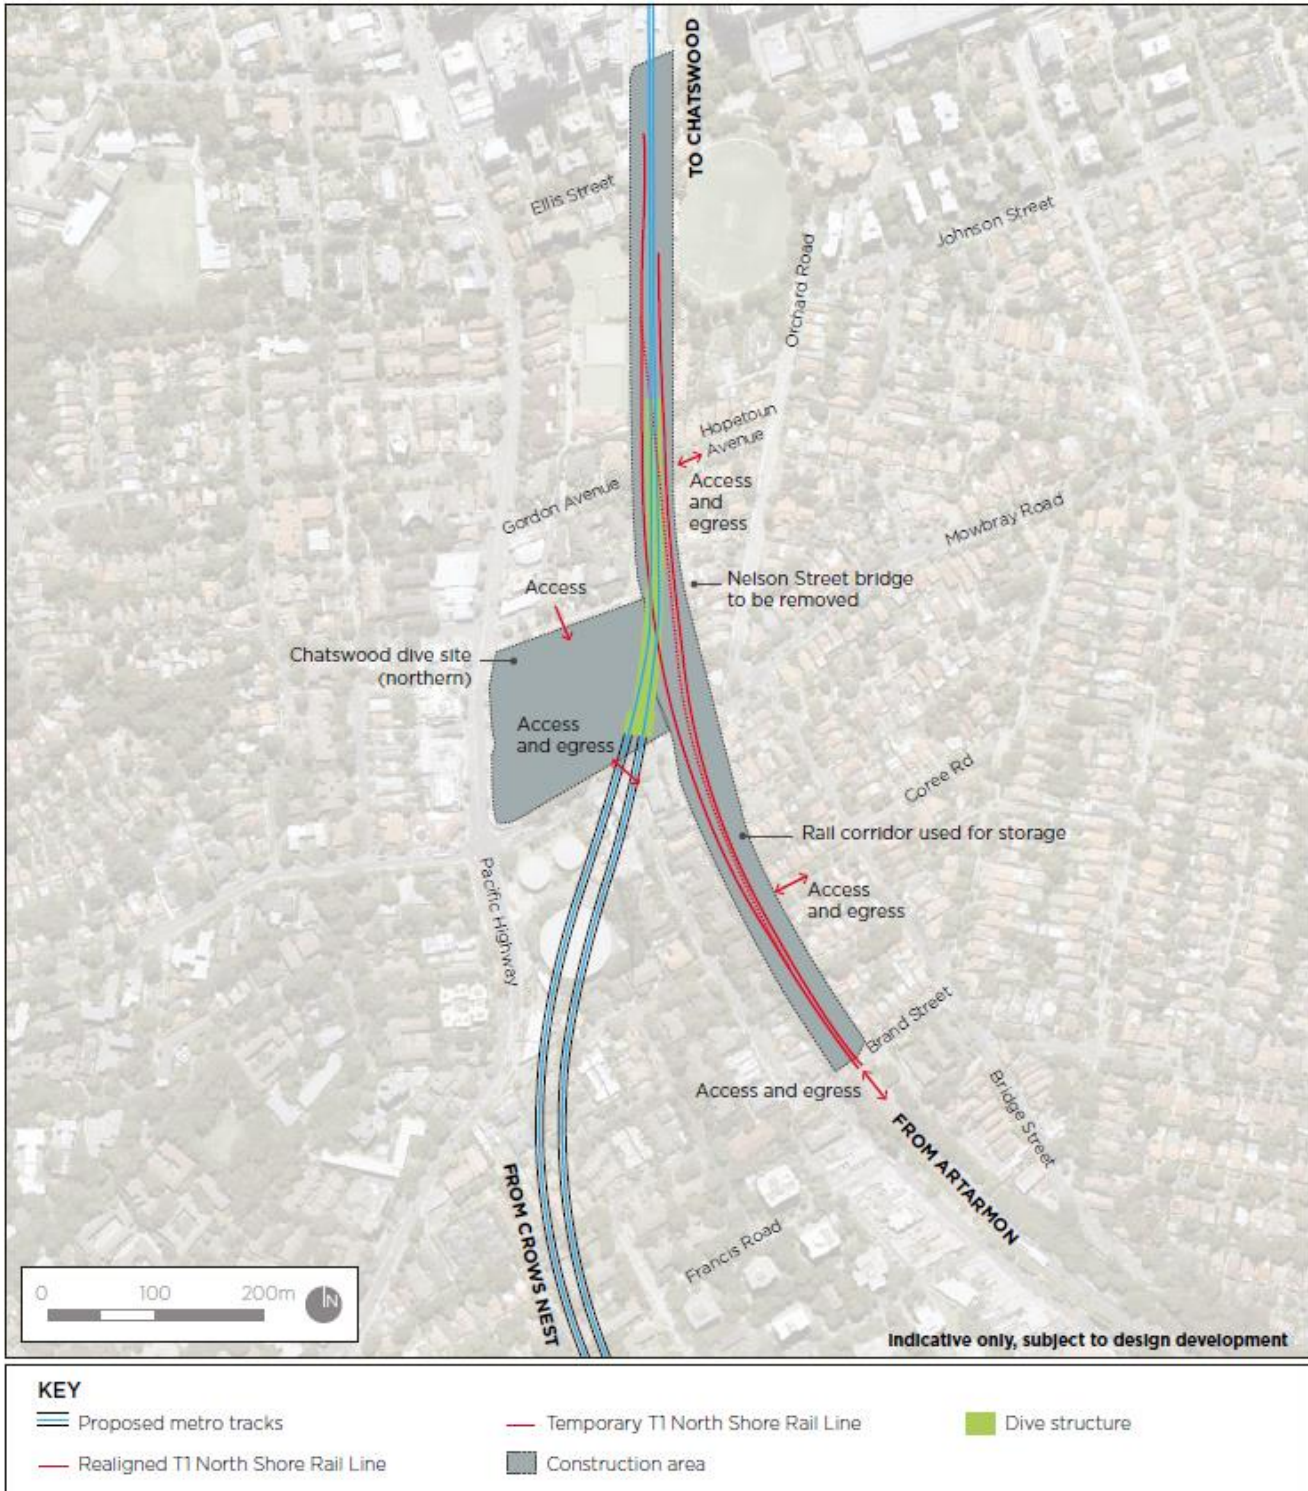 TO CHATSWOOD
Ellis Street
Johnson Street
Orchard Road
Hopetoun
Avenue
Access
and
egress
Gordon Avenue
Mowbray Road
Access
Nelson Street bridge
to be removed
Chatswood dive site
(northern)
Access
and egress
Coree Rd
Rail corridor used for storage
Access
and egress
Pacific Highway
Brand Street
Access and egress
Bridge Street
FROM ARTARMON
FROM CROWS NEST
Francis Road
0 100 200m
N
Indicative only, subject to design development
KEY
Proposed metro tracks
Temporary T1 North Shore Rail Line
Dive structure
Realigned T1 North Shore Rail Line
Construction area